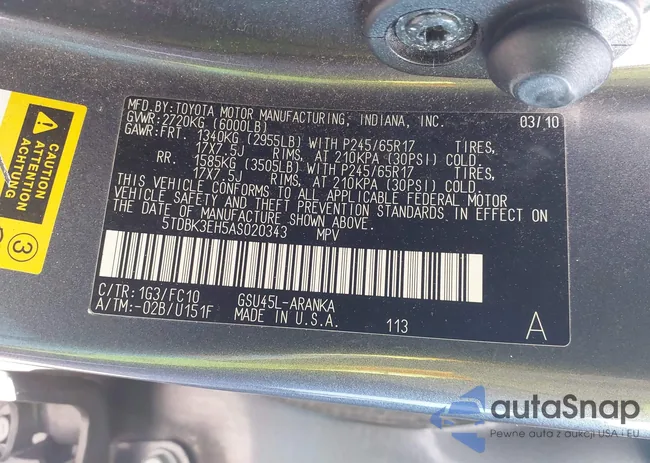 MFD.BY:TOYOTA MOTOR MANUFACTURING, INDIANA, INC. 03/10
GVWR:2720KG (6000LB)
GAWR:FRT. 1340KG (2955LB) WITH P245/65R17 TIRES,
17X7.5J RIMS, AT 210KPA (30PSI) COLD.
RR. 1585KG (3505LB) WITH P245/65R17 TIRES,
17X7.5J RIMS, AT 210KPA (30PSI) COLD.
THIS VEHICLE CONFORMS TO ALL APPLICABLE FEDERAL MOTOR
VEHICLE SAFETY AND THEFT PREVENTION STANDARDS IN EFFECT
ON THE DATE OF MANUFACTURE SHOWN ABOVE.
5TDBK3EH5AS020343 MPV
C/TR:1G3/FC10 GSU45L-ARANKA
A/TM:-02B/U151F MADE IN U.S.A. 113 A
CAUTION
ATTENTION
ACHTUNG
3
autaSnap
Pewne auta z aukcji USA i EU